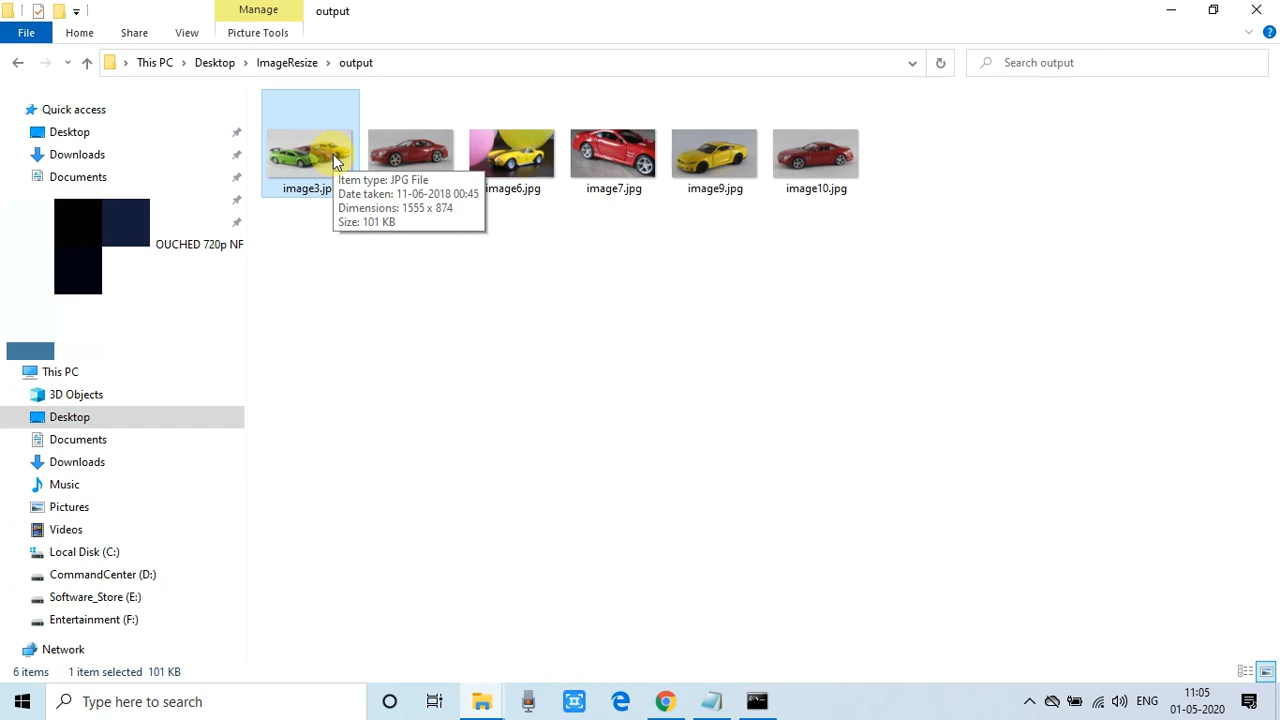 Manage
output
File
Home
Share
View
Picture Tools
This PC
Desktop
ImageResize
output
Search output
Quick access
Desktop
Downloads
Documents
OUCHED 720p NF
This PC
3D Objects
Desktop
Documents
Downloads
Music
Pictures
Videos
Local Disk (C:)
CommandCenter (D:)
Software_Store (E:)
Entertainment (F:)
Network
image3.jp
image6.jpg
image7.jpg
image9.jpg
image10.jpg
Item type: JPG File
Date taken: 11-06-2018 00:45
Dimensions: 1555 x 874
Size: 101 KB
6 items
1 item selected 101 KB
Type here to search
ENG
11:05
01-05-2020